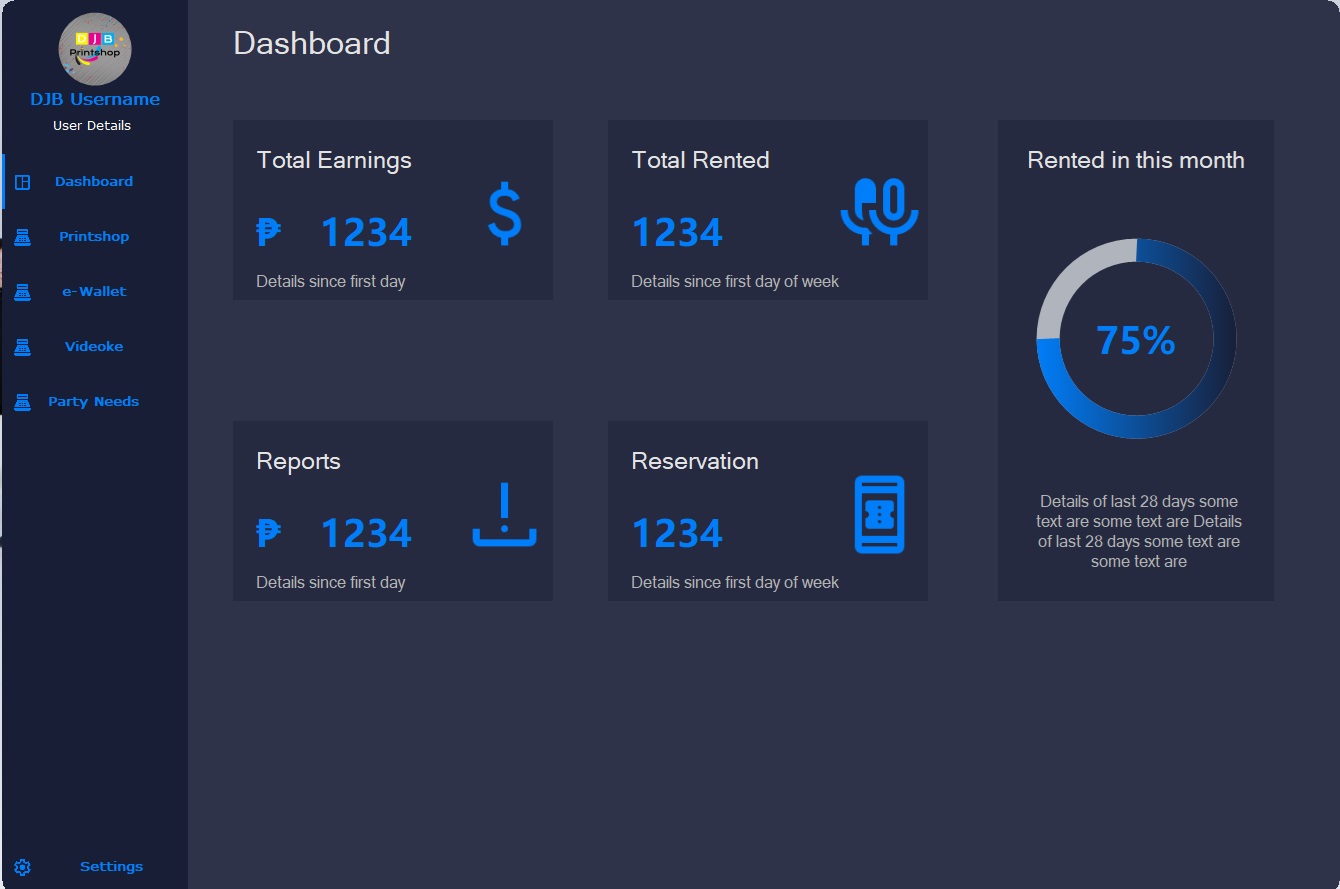 DJB
Printshop
DJB Username
User Details
Dashboard
Printshop
e-Wallet
Videoke
Party Needs
Settings
Dashboard
Total Earnings
₱ 1234
Details since first day
Total Rented
1234
Details since first day of week
Reports
₱ 1234
Details since first day
Reservation
1234
Details since first day of week
Rented in this month
75%
Details of last 28 days some
text are some text are Details
of last 28 days some text are
some text are